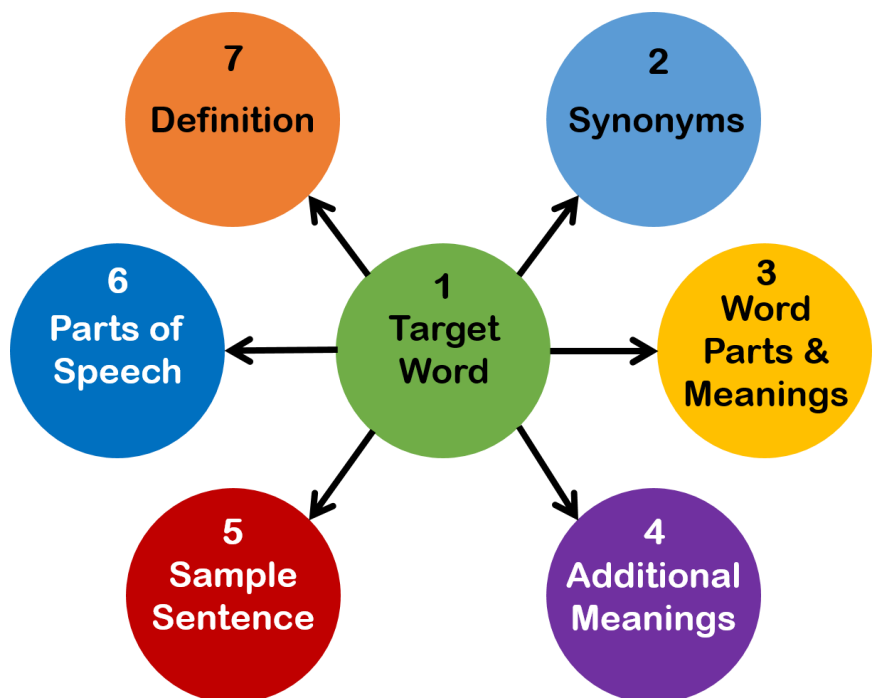 1
Target
Word
2
Synonyms
3
Word
Parts &
Meanings
4
Additional
Meanings
5
Sample
Sentence
6
Parts of
Speech
7
Definition